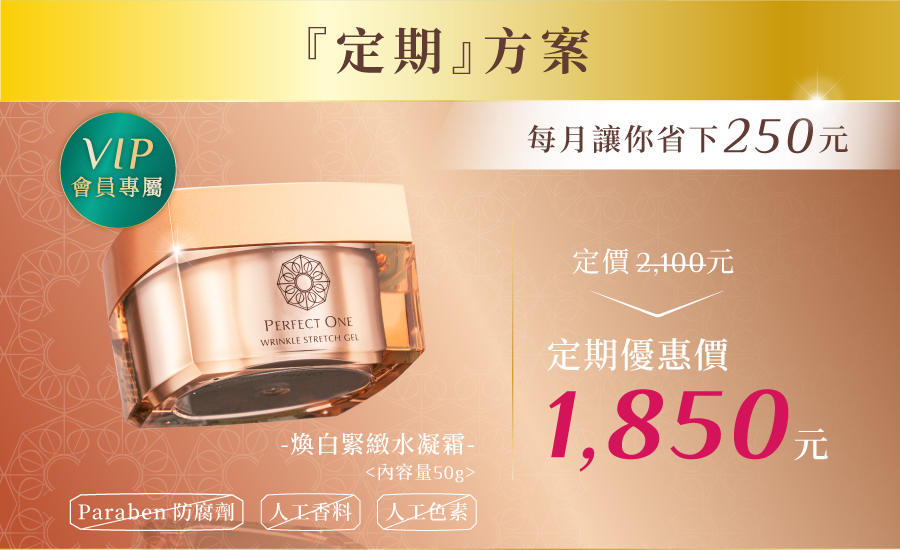 『定期』方案
VIP
會員專屬
每月讓你省下250元
PERFECT ONE
WRINKLE STRETCH GEL
定價 2,100元
定期優惠價
1,850元
-煥白緊緻水凝霜-
<內容量50g>
Paraben 防腐劑
人工香料
人工色素